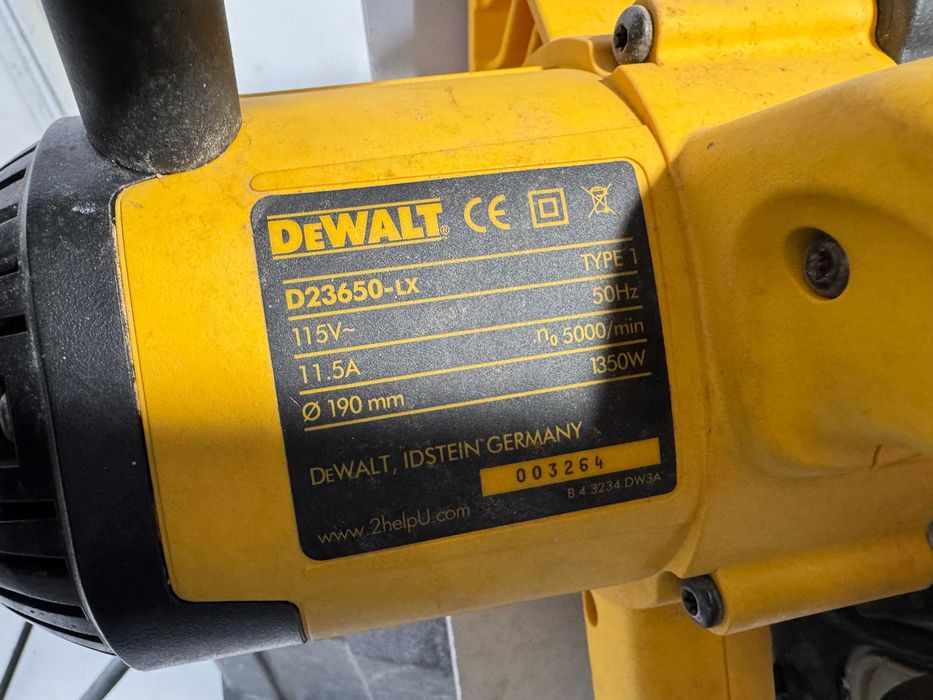 DEWALT® CE
D23650-LX TYPE 1
115V~ 50Hz
11.5A n₀ 5000/min
Ø 190 mm 1350W
DEWALT, IDSTEIN GERMANY
003264
B.4.3234.DW3A
www.2helpU.com